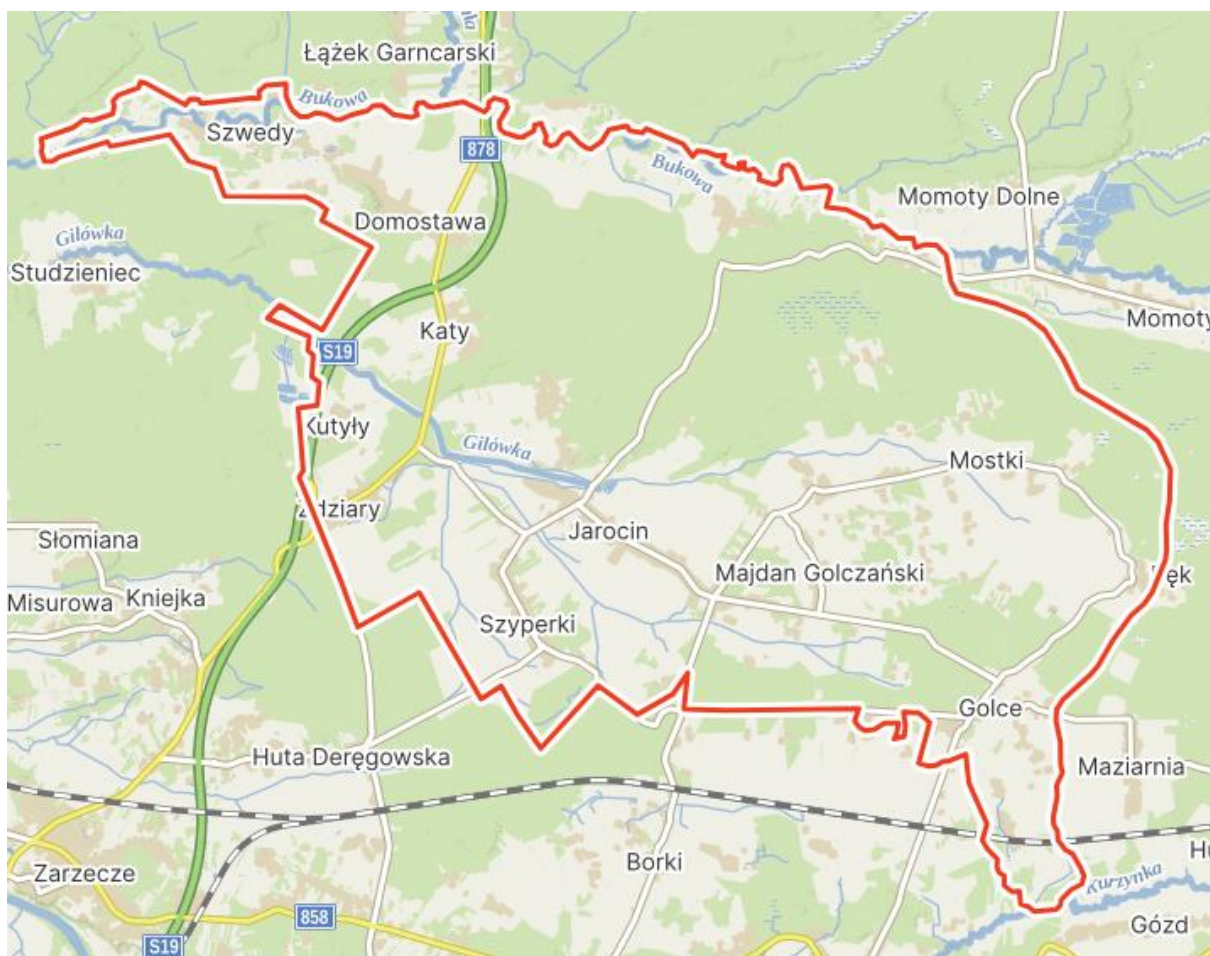 Łążek Garncarski
Bukowa
Szwedy
878
Bukowa
Momoty Dolne
Domostawa
Gilówka
Studzieniec
Momoty
Katy
S19
Kutyły
Gilówka
Mostki
Zdziary
Jarocin
Słomiana
Majdan Golczański
Misurowa
Kniejka
Szyperki
Golce
Huta Deręgowska
Maziarnia
Borki
Zarzecze
Kurzynka
858
Gózd
S19